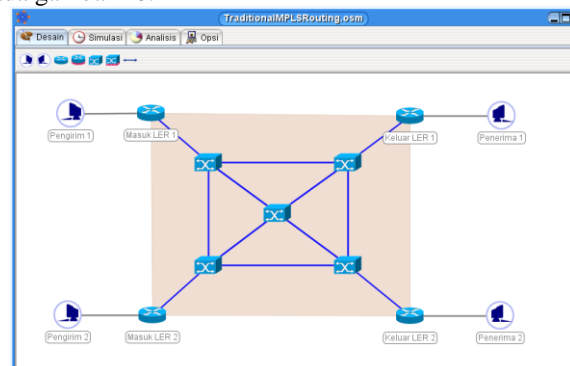 TraditionalMPLSRouting.osm
Desain Simulasi Analisis Opsi
Pengirim 1 Masuk LER 1 Keluar LER 1 Penerima 1
Pengirim 2 Masuk LER 2 Keluar LER 2 Penerima 2